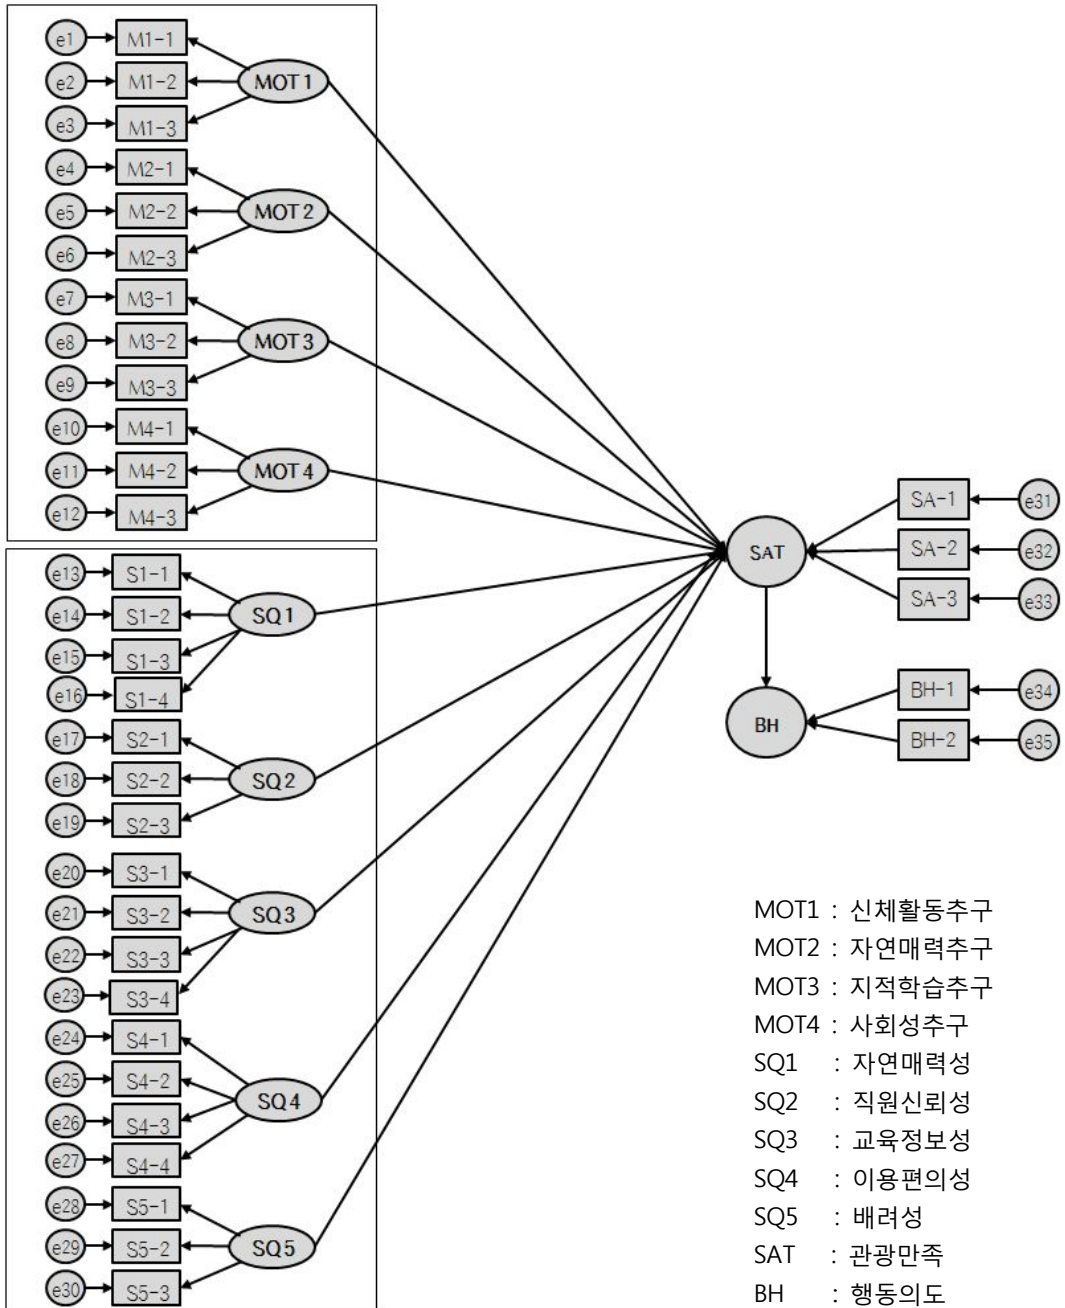 e1 M1-1
e2 M1-2 MOT1
e3 M1-3
e4 M2-1
e5 M2-2 MOT2
e6 M2-3
e7 M3-1
e8 M3-2 MOT3
e9 M3-3
e10 M4-1
e11 M4-2 MOT4
e12 M4-3
e13 S1-1
e14 S1-2 SQ1
e15 S1-3
e16 S1-4
e17 S2-1
e18 S2-2 SQ2
e19 S2-3
e20 S3-1
e21 S3-2 SQ3
e22 S3-3
e23 S3-4
e24 S4-1
e25 S4-2
SQ4
e26 S4-3
e27 S4-4
e28 S5-1
e29 S5-2 SQ5
e30 S5-3
SA-1 e31
SAT SA-2 e32
SA-3 e33
BH-1 e34
BH
BH-2 e35
MOT1 : 신체활동추구
MOT2 : 자연매력추구
MOT3 : 지적학습추구
MOT4 : 사회성추구
SQ1 : 자연매력성
SQ2 : 직원신뢰성
SQ3 : 교육정보성
SQ4 : 이용편의성
SQ5 : 배려성
SAT : 관광만족
BH : 행동의도